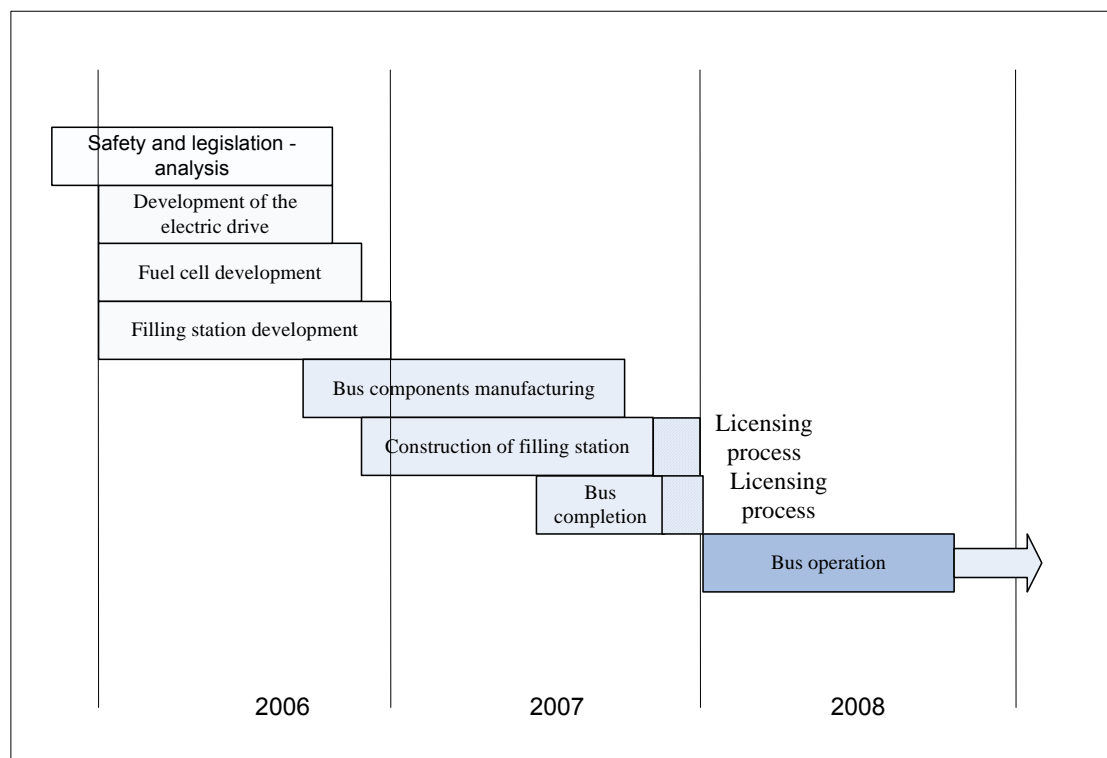 Safety and legislation -
analysis
Development of the
electric drive
Fuel cell development
Filling station development
Bus components manufacturing
Construction of filling station
Licensing
process
Bus
completion
Licensing
process
Bus operation
2006
2007
2008